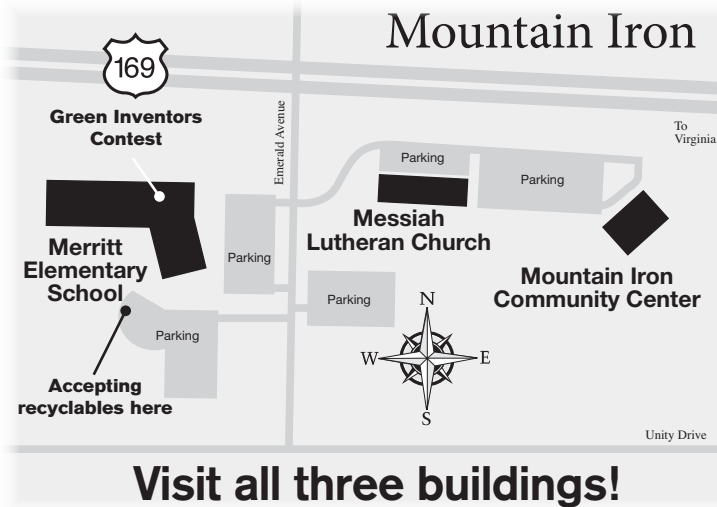 Mountain Iron
169
Green Inventors
Contest
Emerald Avenue
To
Virginia
Parking
Parking
Messiah
Lutheran Church
Merritt
Elementary
School
Parking
Mountain Iron
Community Center
Parking
Parking
N
W
E
S
Accepting
recyclables here
Unity Drive
Visit all three buildings!